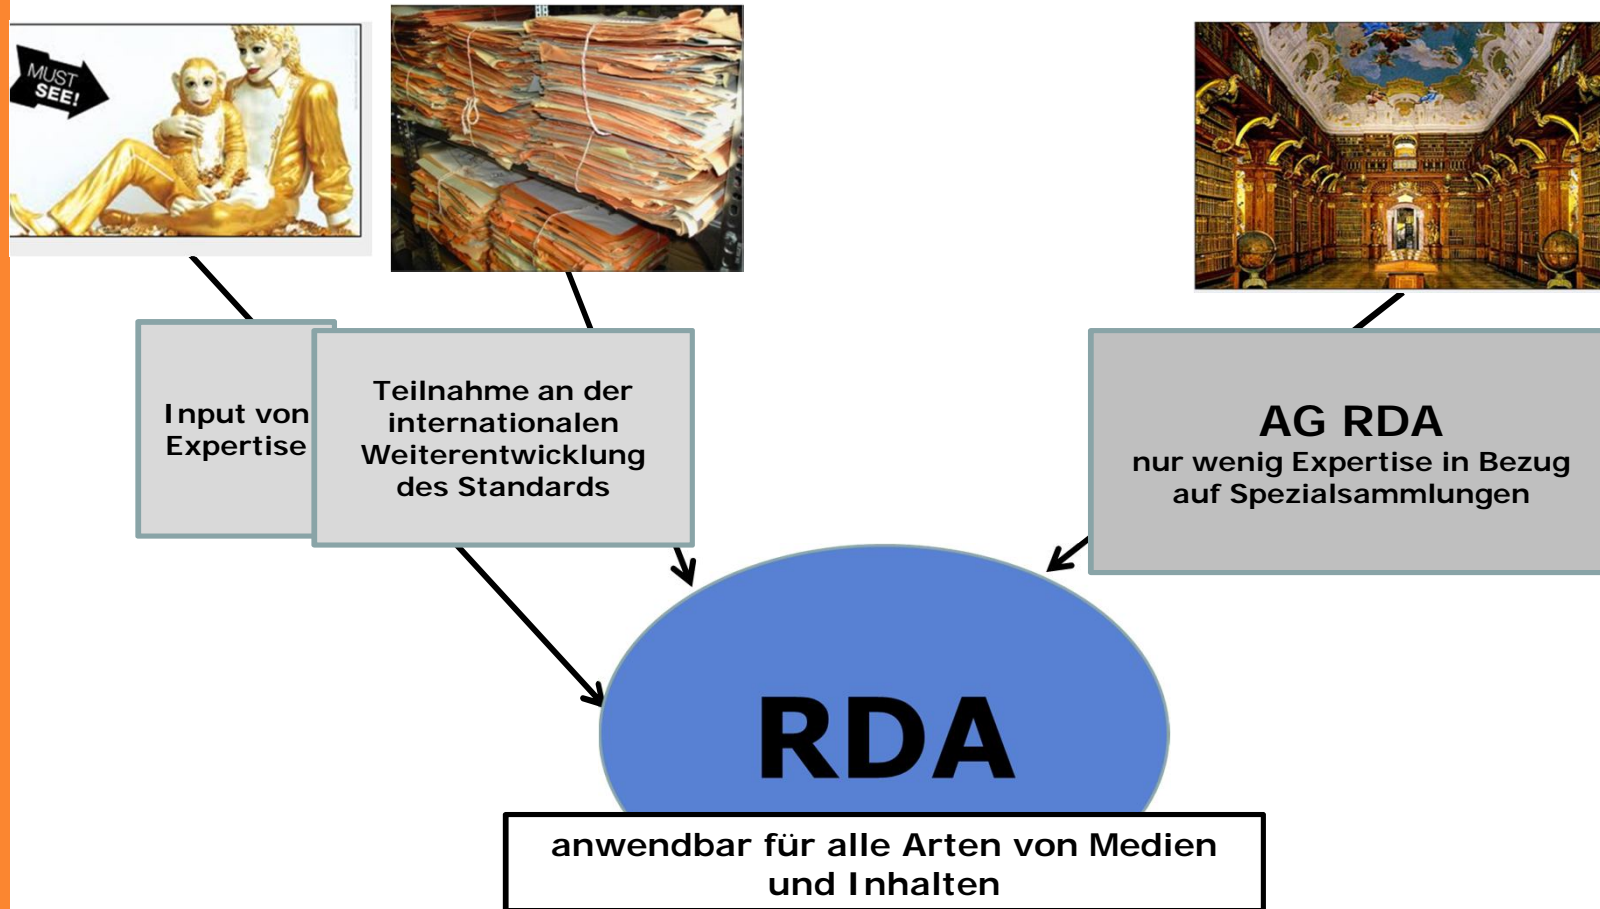 MUST
SEE!
Input von
Expertise
Teilnahme an der
internationalen
Weiterentwicklung
des Standards
AG RDA
nur wenig Expertise in Bezug
auf Spezialsammlungen
RDA
anwendbar für alle Arten von Medien
und Inhalten